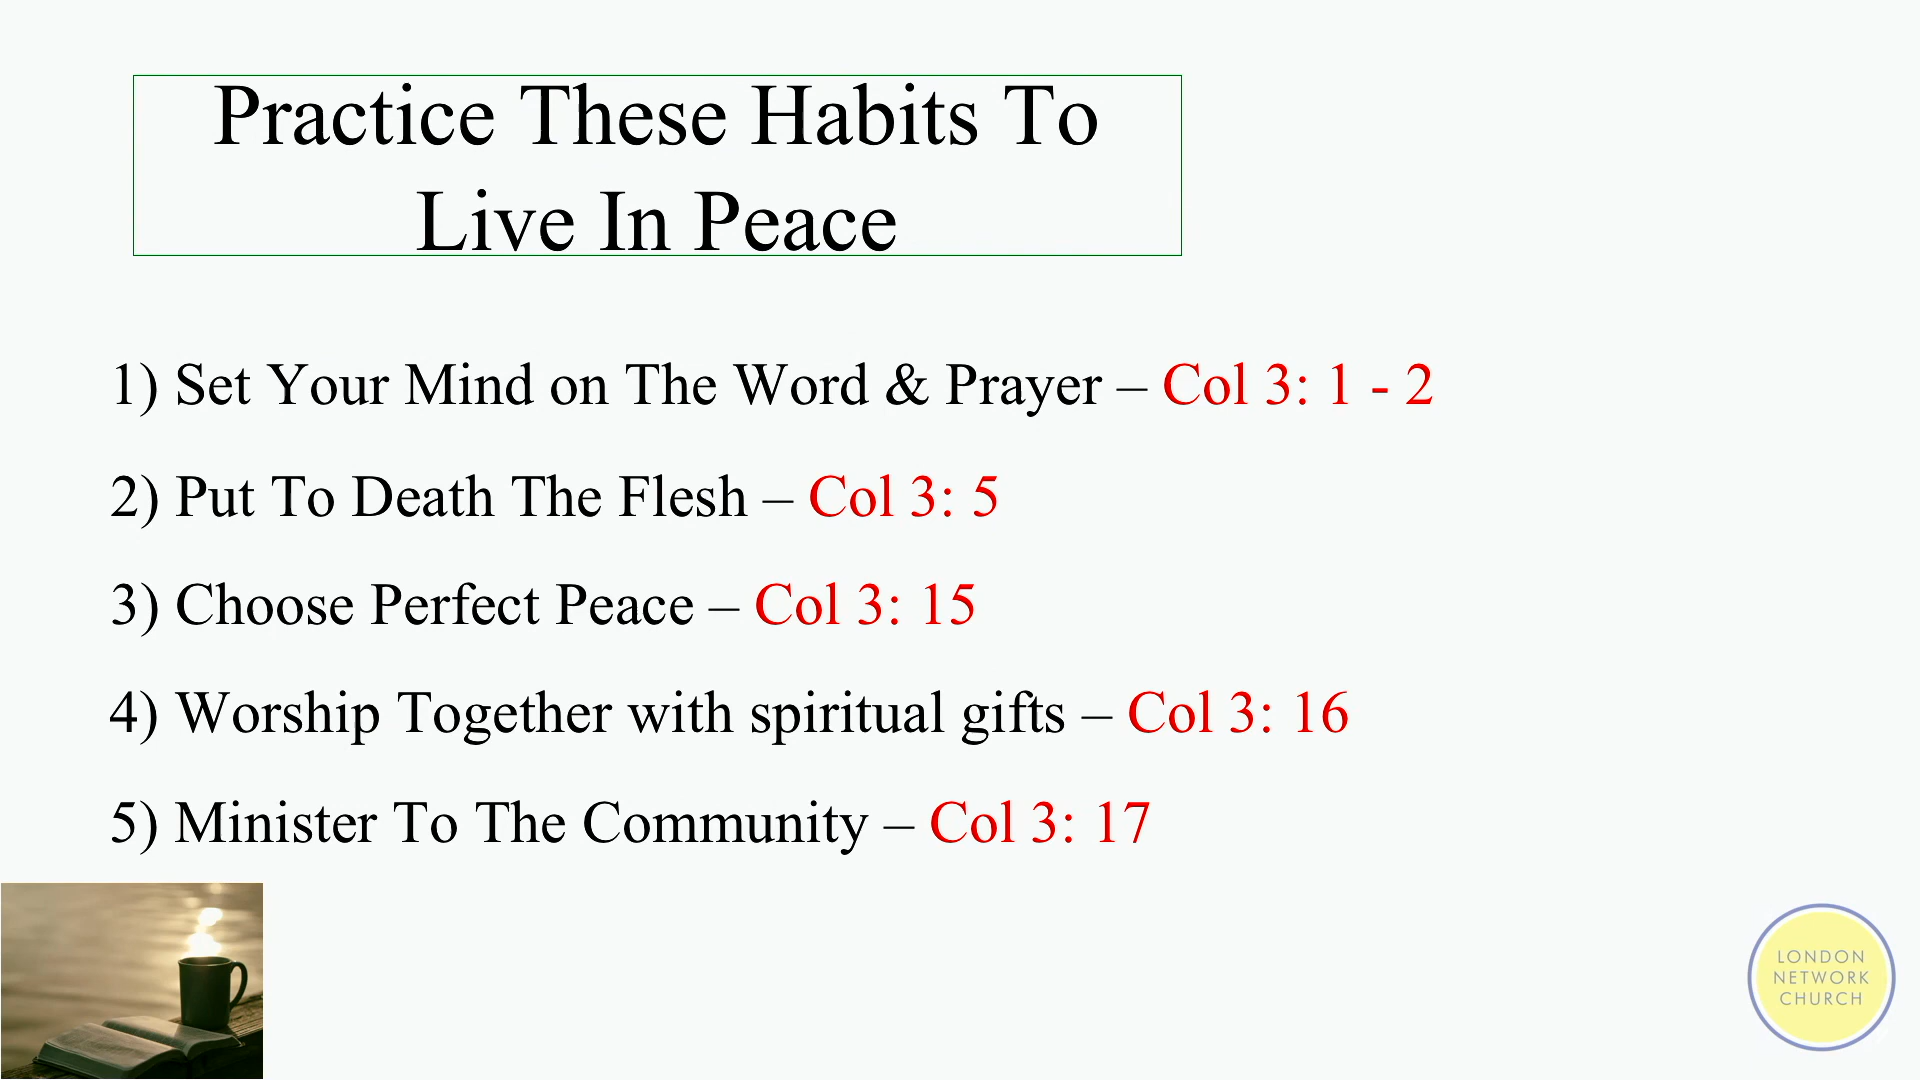 Practice These Habits To
Live In Peace
1) Set Your Mind on The Word & Prayer – Col 3: 1 - 2
2) Put To Death The Flesh – Col 3: 5
3) Choose Perfect Peace – Col 3: 15
4) Worship Together with spiritual gifts – Col 3: 16
5) Minister To The Community – Col 3: 17
LONDON
NETWORK
CHURCH